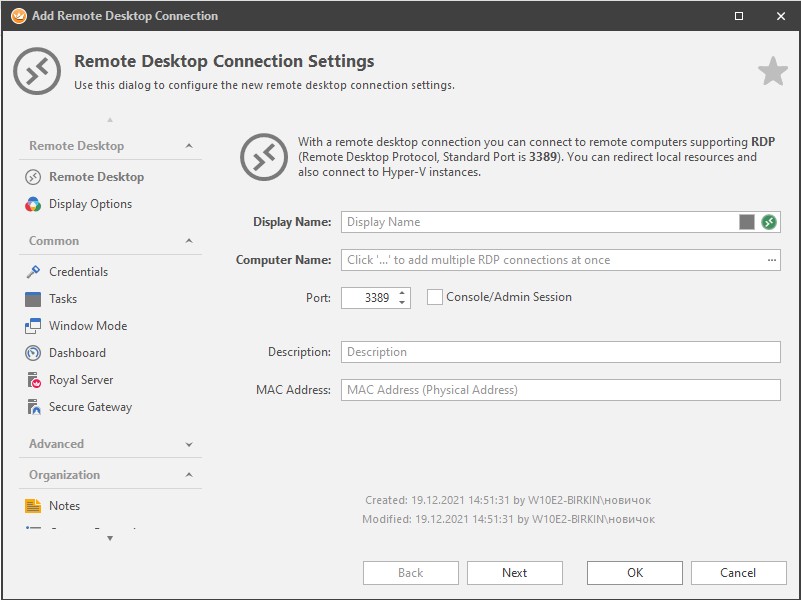 Add Remote Desktop Connection
Remote Desktop Connection Settings
Use this dialog to configure the new remote desktop connection settings.
Remote Desktop
Remote Desktop
Display Options
Common
Credentials
Tasks
Window Mode
Dashboard
Royal Server
Secure Gateway
Advanced
Organization
Notes
With a remote desktop connection you can connect to remote computers supporting RDP
(Remote Desktop Protocol, Standard Port is 3389). You can redirect local resources and
also connect to Hyper-V instances.
Display Name: Display Name
Computer Name: Click '...' to add multiple RDP connections at once ...
Port: 3389 Console/Admin Session
Description: Description
MAC Address: MAC Address (Physical Address)
Created: 19.12.2021 14:51:31 by W10E2-BIRKIN\новичок
Modified: 19.12.2021 14:51:31 by W10E2-BIRKIN\новичок
Back Next OK Cancel